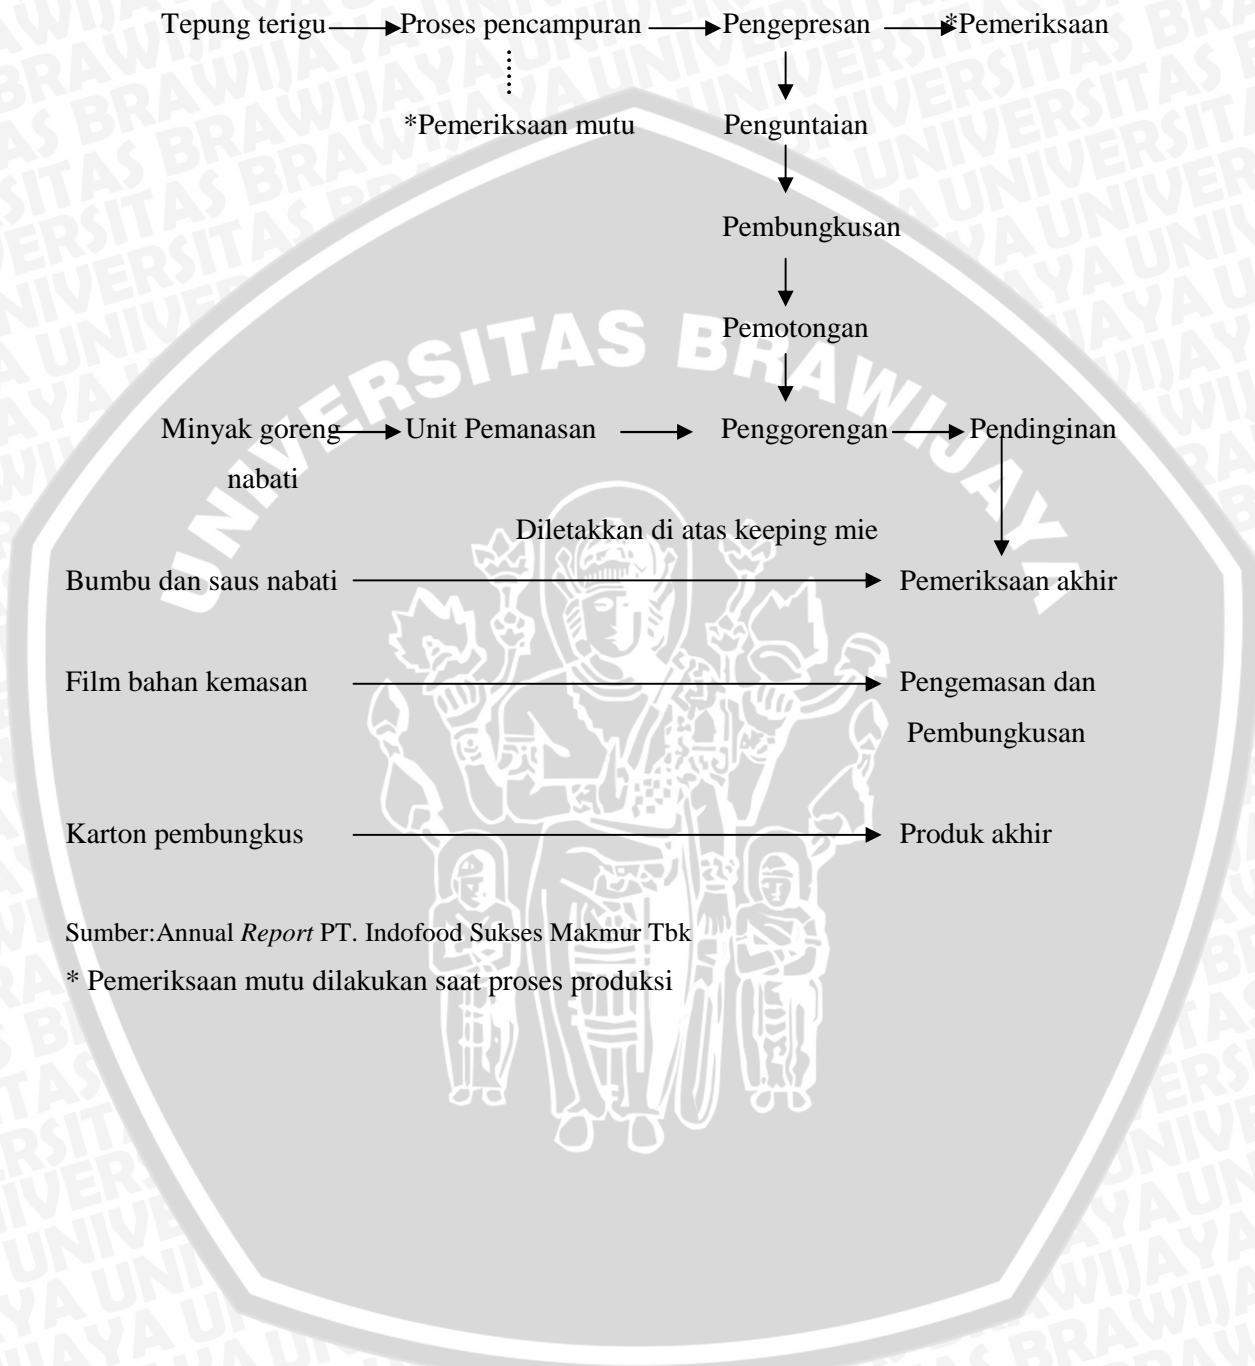 Tepung terigu Proses pencampuran Pengepresan *Pemeriksaan
*Pemeriksaan mutu Penguntaian
Pembungkusan
Pemotongan
UNIVERSITAS BRAWIJAYA
Minyak goreng Unit Pemanasan Penggorengan Pendinginan
nabati
Diletakkan di atas keeping mie
Bumbu dan saus nabati Pemeriksaan akhir
Film bahan kemasan Pengemasan dan
Pembungkusan
Karton pembungkus Produk akhir
Sumber:Annual Report PT. Indofood Sukses Makmur Tbk
* Pemeriksaan mutu dilakukan saat proses produksi